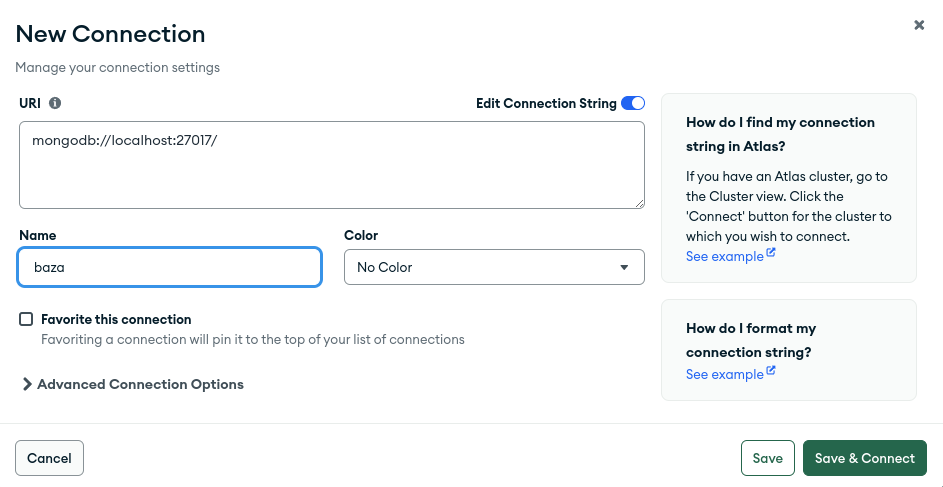 New Connection
Manage your connection settings
URI
Edit Connection String
mongodb://localhost:27017/
Name
Color
baza
No Color
Favorite this connection
Favoriting a connection will pin it to the top of your list of connections
Advanced Connection Options
How do I find my connection
string in Atlas?
If you have an Atlas cluster, go to
the Cluster view. Click the
'Connect' button for the cluster to
which you wish to connect.
See example
How do I format my
connection string?
See example
Cancel
Save
Save & Connect